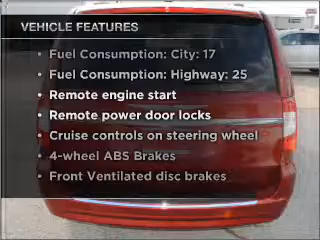 VEHICLE FEATURES
• Fuel Consumption: City: 17
• Fuel Consumption: Highway: 25
• Remote engine start
• Remote power door locks
• Cruise controls on steering wheel
• 4-wheel ABS Brakes
• Front Ventilated disc brakes